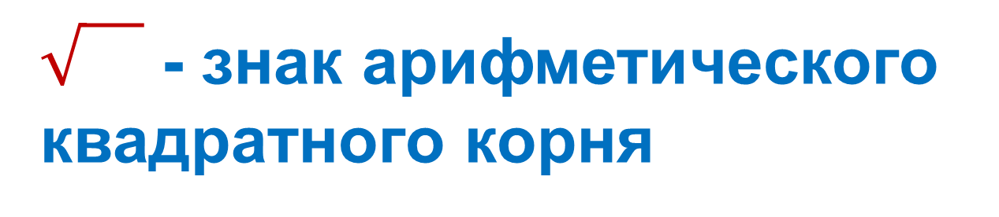 √ - знак арифметического
квадратного корня